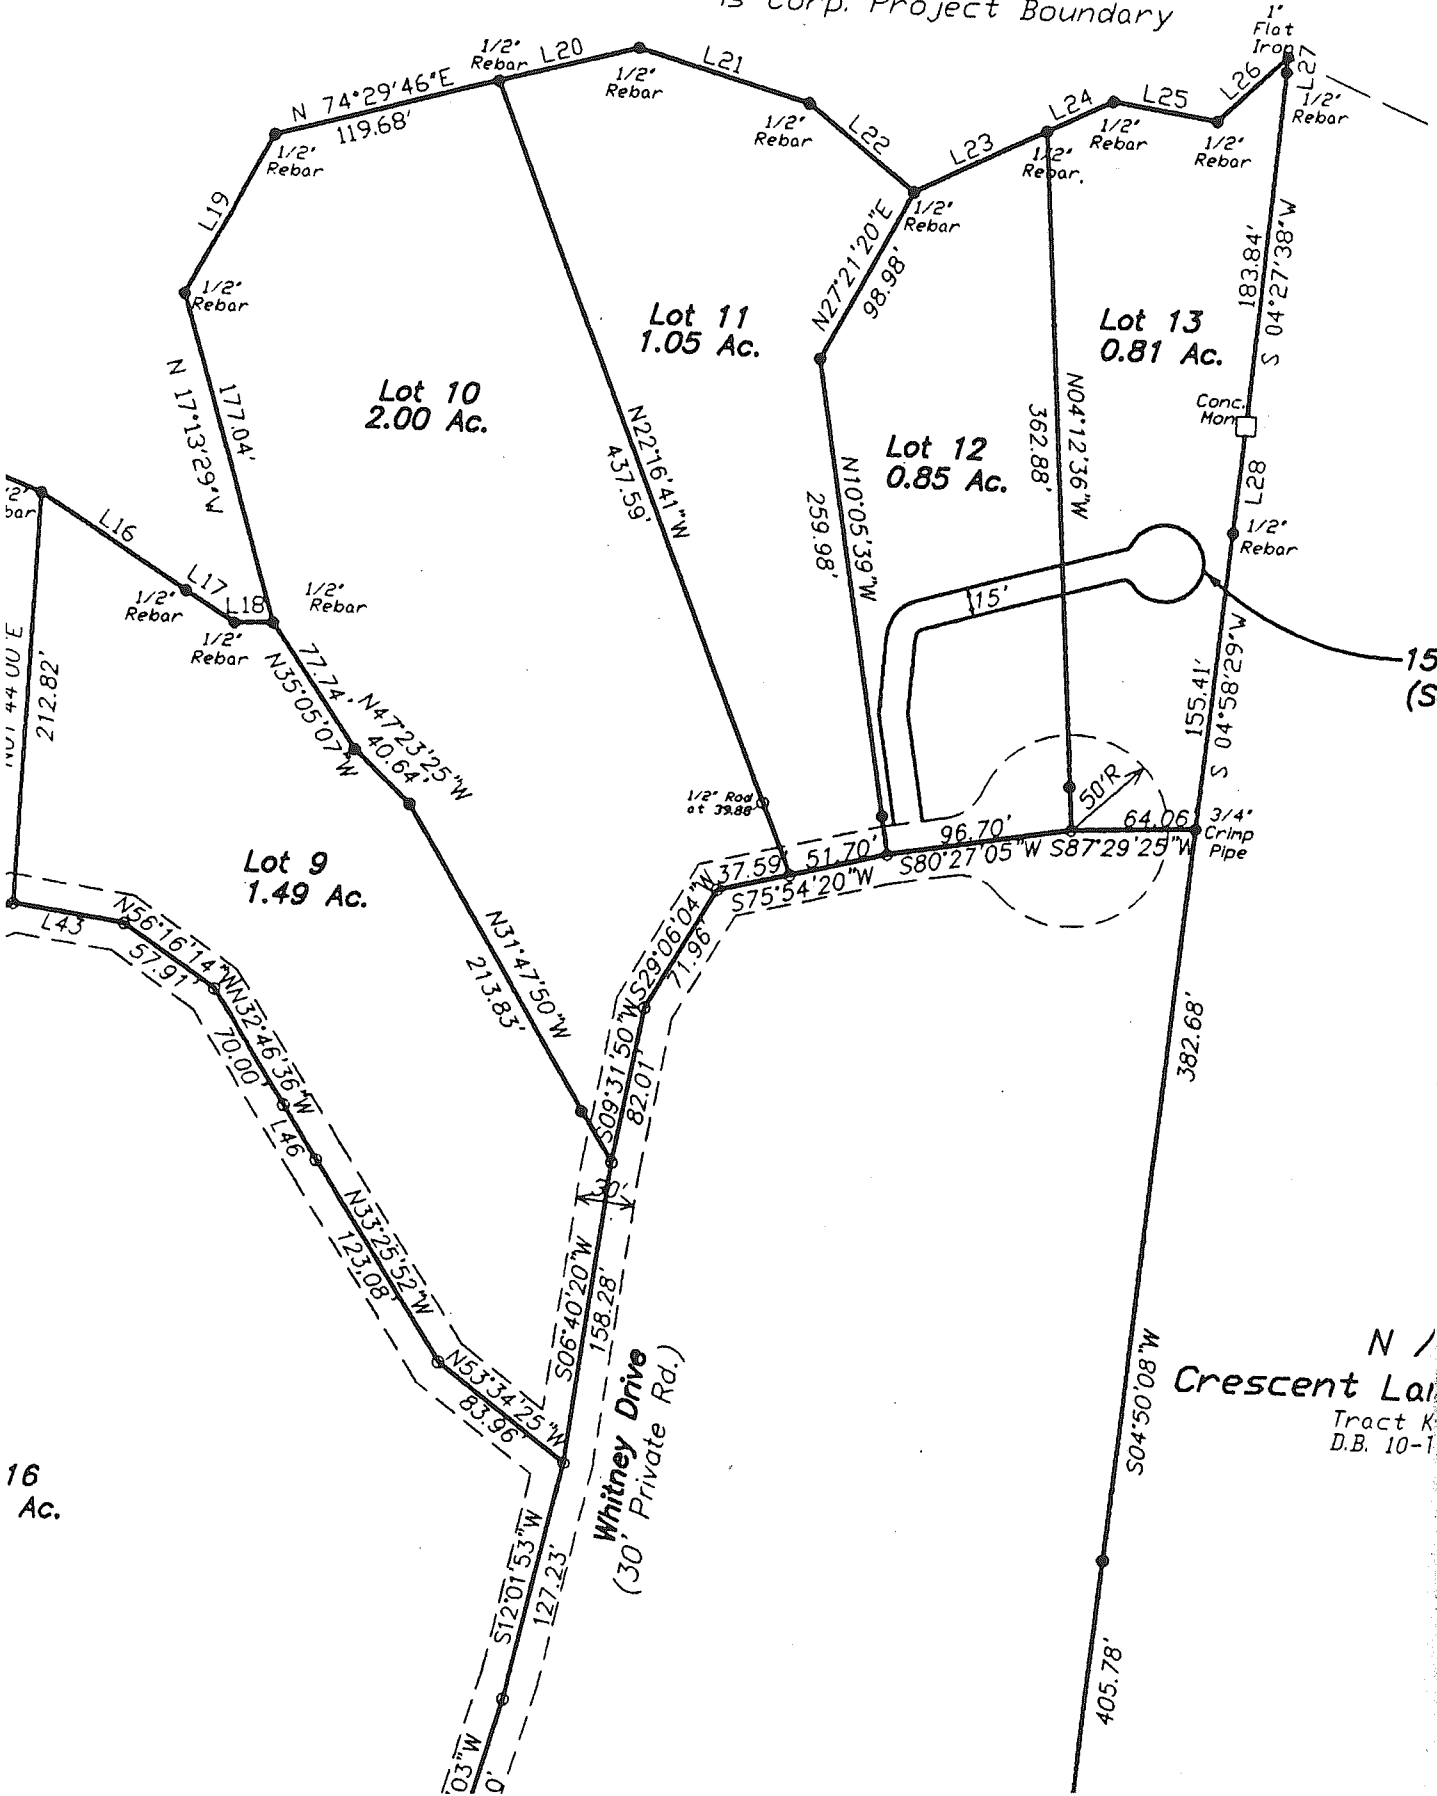 Corp. Project Boundary
1"
Flat
Iron
L27
1/2"
Rebar
L20
1/2"
Rebar
L21
N 74°29'46"E
119.68'
1/2"
Rebar
L19
1/2"
Rebar
1/2"
Rebar
L22
L23
1/2"
Rebar
L24
1/2"
Rebar.
1/2"
Rebar
L25
L26
1/2"
Rebar
1/2"
Rebar
N27°21'20"E
98.98'
183.84'
S 04°27'38"W
Lot 11
1.05 Ac.
Lot 13
0.81 Ac.
Lot 10
2.00 Ac.
N 17°13'29"W
177.04'
N22°16'41"W
437.59'
Lot 12
0.85 Ac.
N04°12'36"W
362.88'
Conc.
Mon.
L28
1/2"
Rebar
N10°05'39"W
259.98'
L16
L17
1/2"
Rebar
L18
1/2"
Rebar
1/2"
Rebar
212.82'
77.74'
N35°05'07"W
N47°23'25"W
40.64'
15'
15
(S
155.41'
S 04°58'29"W
1/2" Rod
at 39.88'
50'R
64.06'
3/4"
Crimp
Pipe
96.70'
S80°27'05"W
S87°29'25"W
37.59'
51.70'
S75°54'20"W
Lot 9
1.49 Ac.
S29°06'04"W
71.96'
L43
N56°16'14"W
57.91'
N32°46'36"W
70.00'
L46
N31°47'50"W
213.83'
S09°31'50"W
82.01'
382.68'
30'
N33°25'52"W
123.08'
S06°40'20"W
158.28'
N53°34'25"W
83.96'
Whitney Drive
(30' Private Rd.)
S04°50'08"W
N /
Crescent
Tract K
D.B. 10-1
16
Ac.
S12°01'53"W
127.23'
405.78'
03"W
0'